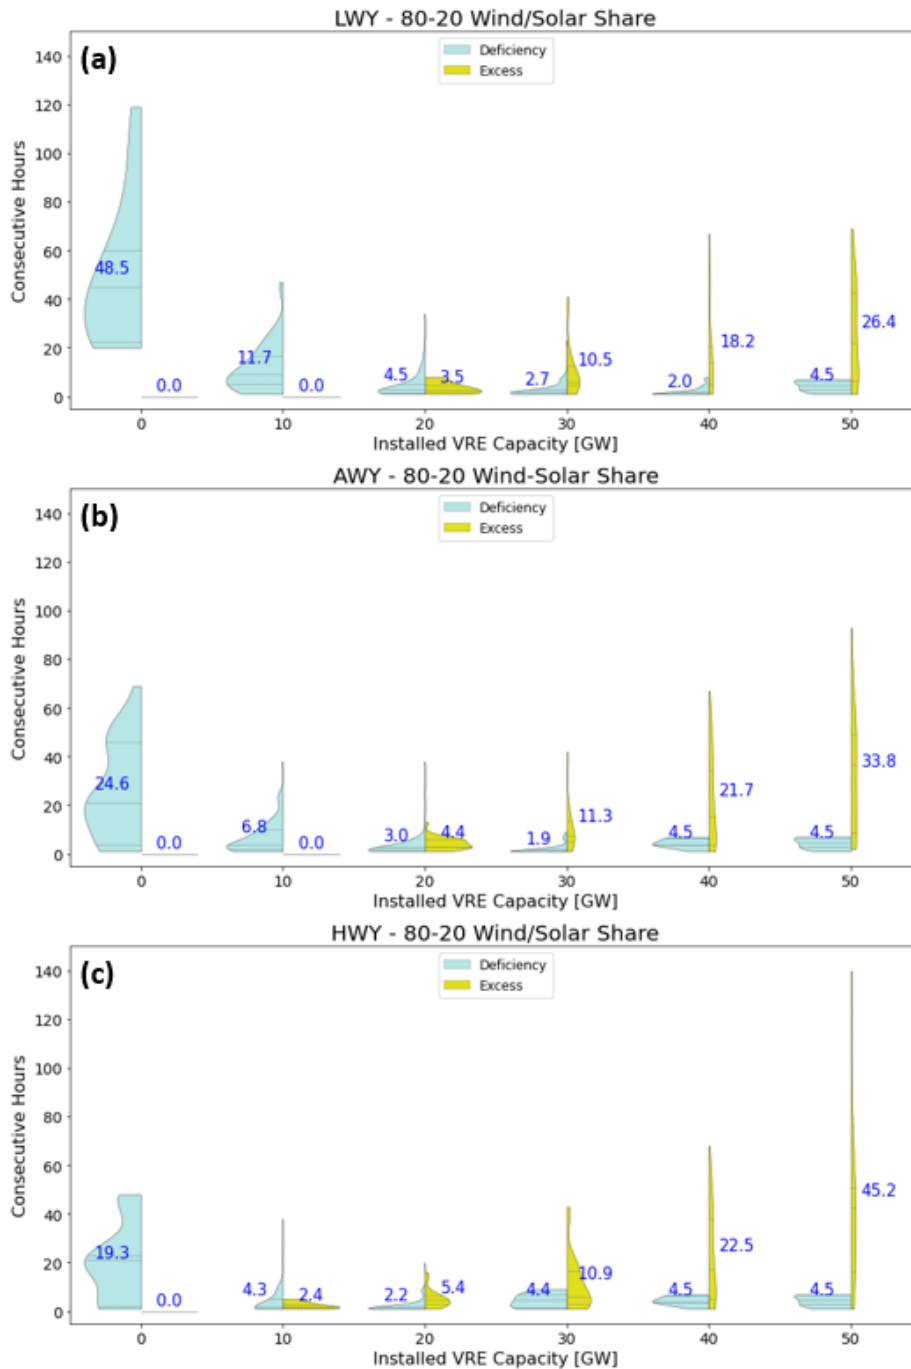 LWY - 80-20 Wind/Solar Share
(a)
Deficiency
Excess
Consecutive Hours
140
120
100
80
60
40
20
0
48.5
0.0
11.7
0.0
4.5
3.5
2.7
10.5
2.0
18.2
4.5
26.4
0 10 20 30 40 50
Installed VRE Capacity [GW]
AWY - 80-20 Wind-Solar Share
(b)
Deficiency
Excess
Consecutive Hours
140
120
100
80
60
40
20
0
24.6
0.0
6.8
0.0
3.0
4.4
1.9
11.3
4.5
21.7
4.5
33.8
0 10 20 30 40 50
Installed VRE Capacity [GW]
HWY - 80-20 Wind/Solar Share
(c)
Deficiency
Excess
Consecutive Hours
140
120
100
80
60
40
20
0
19.3
0.0
4.3
2.4
2.2
5.4
4.4
10.9
4.5
22.5
4.5
45.2
0 10 20 30 40 50
Installed VRE Capacity [GW]